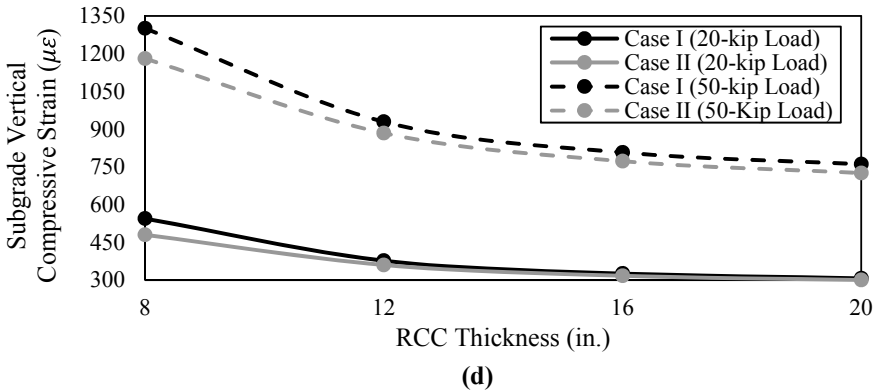 Subgrade Vertical
Compressive Strain (με)
1350
1200
1050
900
750
600
450
300
Case I (20-kip Load)
Case II (20-kip Load)
Case I (50-kip Load)
Case II (50-Kip Load)
8
12
16
20
RCC Thickness (in.)
(d)